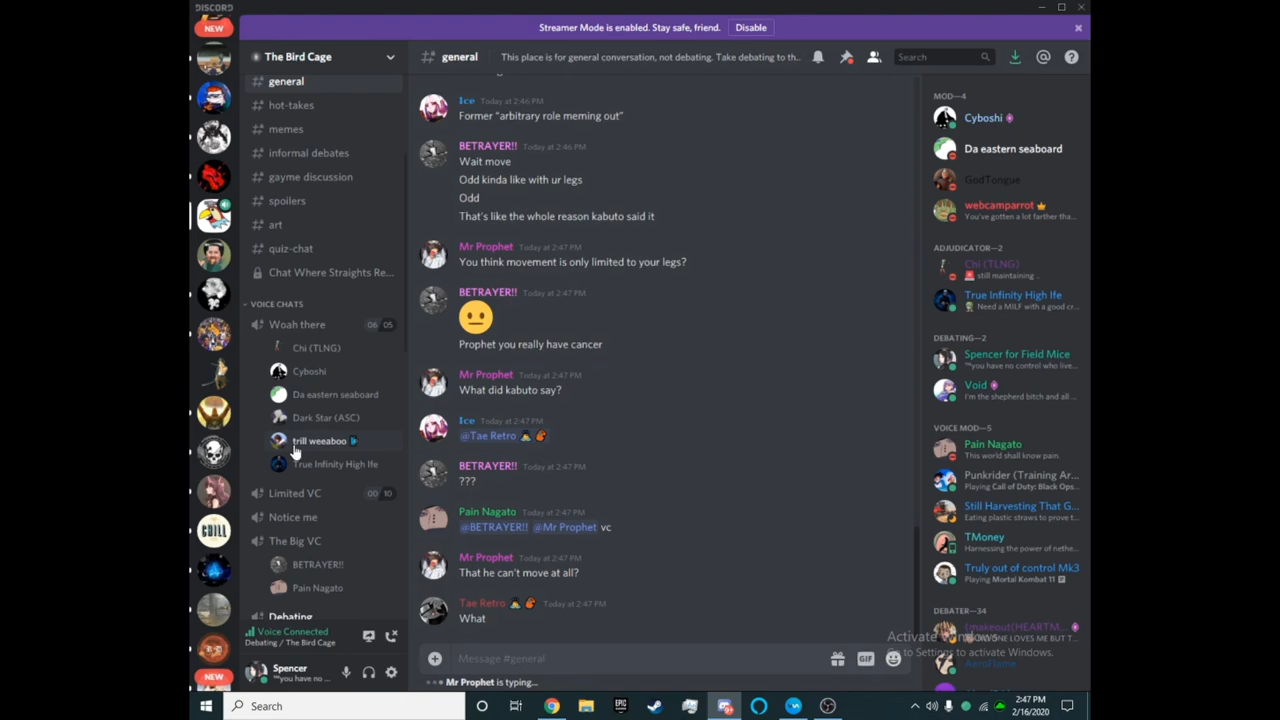 DISCORD
NEW
Streamer Mode is enabled. Stay safe, friend.
Disable
The Bird Cage
# general
This place is for general conversation, not debating. Take debating to th...
Search
# general
# hot-takes
# memes
# informal debates
# gayme discussion
# spoilers
# art
# quiz-chat
Chat Where Straights Re...
VOICE CHATS
Woah there 06 05
Chi (TLNG)
Cyboshi
Da eastern seaboard
Dark Star (ASC)
trill weeaboo
True Infinity High Ife
Limited VC 00 10
Notice me
The Big VC
BETRAYER!!
Pain Nagato
Debating
Voice Connected
Debating / The Bird Cage
Spencer
"you have no ...
NEW
Ice Today at 2:46 PM
Former "arbitrary role meming out"
BETRAYER!! Today at 2:46 PM
Wait move
Odd kinda like with ur legs
Odd
That's like the whole reason kabuto said it
Mr Prophet Today at 2:47 PM
You think movement is only limited to your legs?
BETRAYER!! Today at 2:47 PM
Prophet you really have cancer
Mr Prophet Today at 2:47 PM
What did kabuto say?
Ice Today at 2:47 PM
@Tae Retro
BETRAYER!! Today at 2:47 PM
???
Pain Nagato Today at 2:47 PM
@BETRAYER!! @Mr Prophet vc
Mr Prophet Today at 2:47 PM
That he can't move at all?
Tae Retro Today at 2:47 PM
What
Message #general
GIF
Mr Prophet is typing...
MOD—4
Cyboshi
Da eastern seaboard
GodTongue
webcamparrot
You've gotten a lot farther tha...
ADJUDICATOR—2
Chi (TLNG)
still maintaining ..
True Infinity High Ife
Need a MILF with a good cr...
DEBATING—2
Spencer for Field Mice
"you have no control who live...
Void
I'm the shepherd bitch and all ...
VOICE MOD—5
Pain Nagato
This world shall know pain.
Punkrider (Training Ar...
Playing Call of Duty: Black Ops...
Still Harvesting That G...
Eating plastic straws to prove t...
TMoney
Harnessing the power of nethe...
Truly out of control Mk3
Playing Mortal Kombat 11
DEBATER—34
(makeout(HEARTM...
ONE LOVES ME BUT T...
AeroFlame
Activate Windows
Go to Settings to activate Windows.
Search
EPIC
2:47 PM
2/16/2020
CHILL